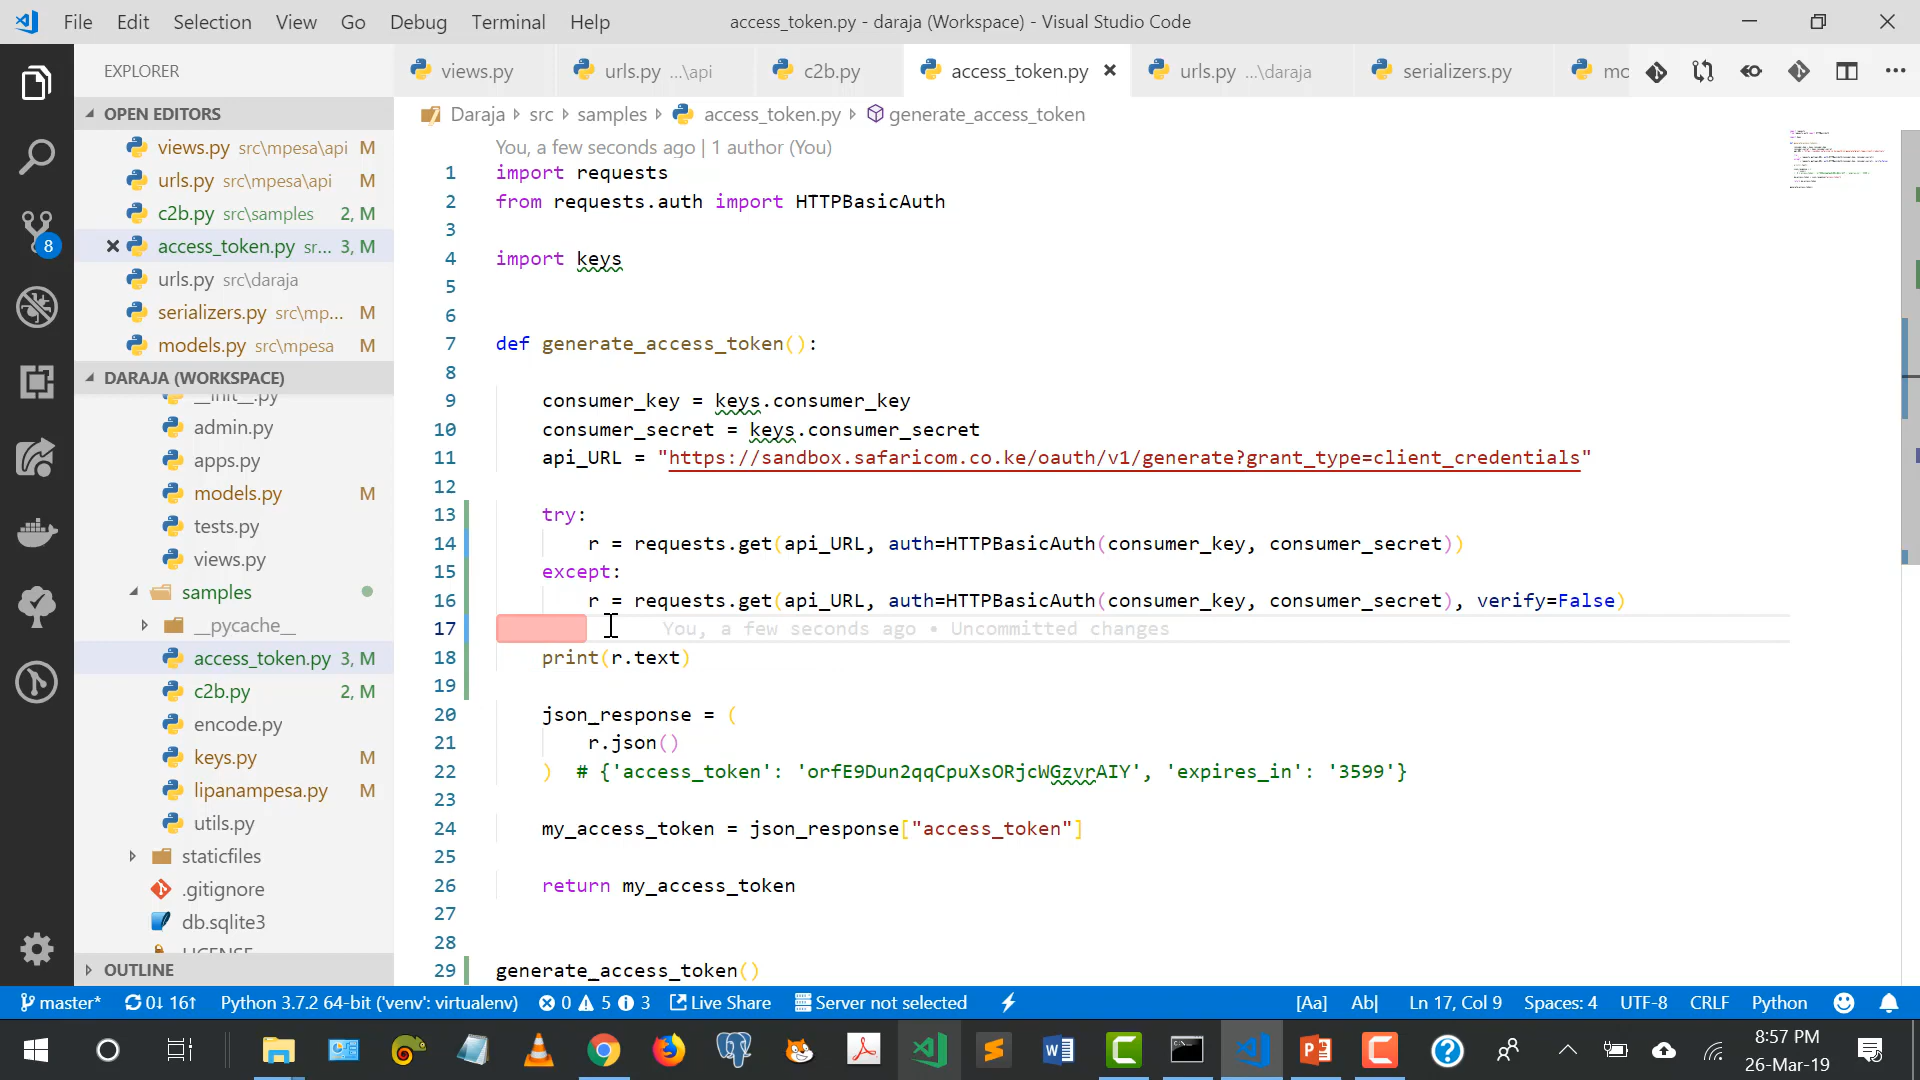 File Edit Selection View Go Debug Terminal Help
access_token.py - daraja (Workspace) - Visual Studio Code
EXPLORER
views.py
urls.py ...\api
c2b.py
access_token.py
urls.py ...\daraja
serializers.py
mo
OPEN EDITORS
views.py src\mpesa\api M
urls.py src\mpesa\api M
c2b.py src\samples 2, M
access_token.py sr... 3, M
urls.py src\daraja
serializers.py src\mp... M
models.py src\mpesa M
DARAJA (WORKSPACE)
__init__.py
admin.py
apps.py
models.py M
tests.py
views.py
samples
__pycache__
access_token.py 3, M
c2b.py 2, M
encode.py
keys.py M
lipanampesa.py M
utils.py
staticfiles
.gitignore
db.sqlite3
LICENSE
OUTLINE
8
Daraja src samples access_token.py generate_access_token
You, a few seconds ago | 1 author (You)
1 import requests
2 from requests.auth import HTTPBasicAuth
3
4 import keys
5
6
7 def generate_access_token():
8
9 consumer_key = keys.consumer_key
10 consumer_secret = keys.consumer_secret
11 api_URL = "https://sandbox.safaricom.co.ke/oauth/v1/generate?grant_type=client_credentials"
12
13 try:
14 r = requests.get(api_URL, auth=HTTPBasicAuth(consumer_key, consumer_secret))
15 except:
16 r = requests.get(api_URL, auth=HTTPBasicAuth(consumer_key, consumer_secret), verify=False)
17 You, a few seconds ago • Uncommitted changes
18 print(r.text)
19
20 json_response = (
21 r.json()
22 ) # {'access_token': 'orfE9Dun2qqCpuXsORjcWGzvrAIY', 'expires_in': '3599'}
23
24 my_access_token = json_response["access_token"]
25
26 return my_access_token
27
28
29 generate_access_token()
master* 0↓ 16↑ Python 3.7.2 64-bit ('venv': virtualenv) 0 5 3 Live Share Server not selected
[Aa] Ab| Ln 17, Col 9 Spaces: 4 UTF-8 CRLF Python
8:57 PM
26-Mar-19